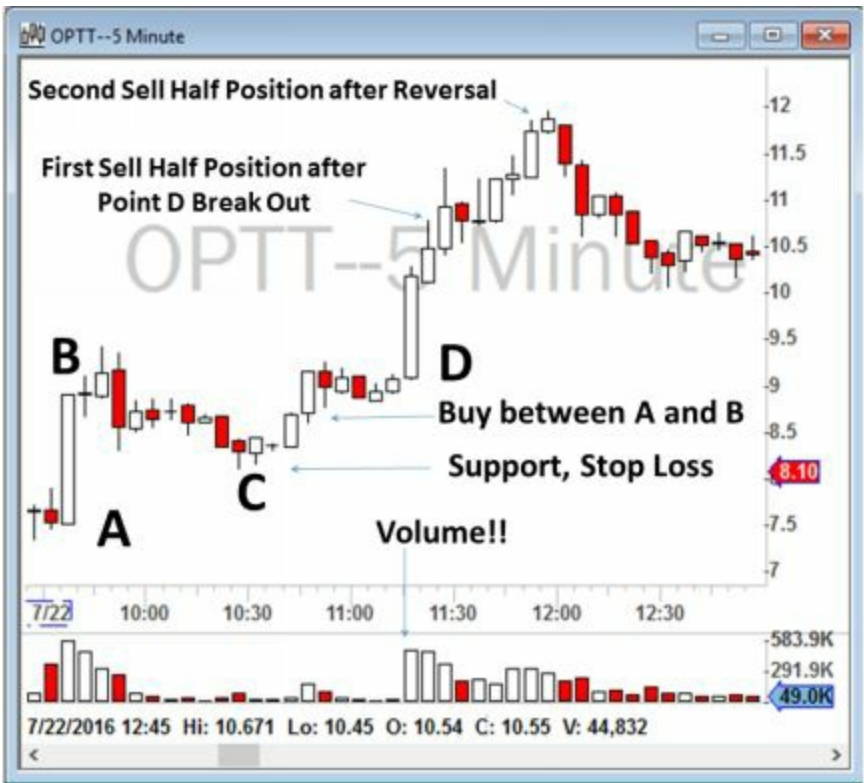 OPTT--5 Minute
Second Sell Half Position after Reversal
First Sell Half Position after
Point D Break Out
OPTT--5 Minute
B
D
Buy between A and B
Support, Stop Loss
C
A
Volume!!
12
11.5
11
10.5
10
9.5
9
8.5
8.10
7.5
7
7/22 10:00 10:30 11:00 11:30 12:00 12:30
583.9K
291.9K
49.0K
7/22/2016 12:45 Hi: 10.671 Lo: 10.45 O: 10.54 C: 10.55 V: 44,832